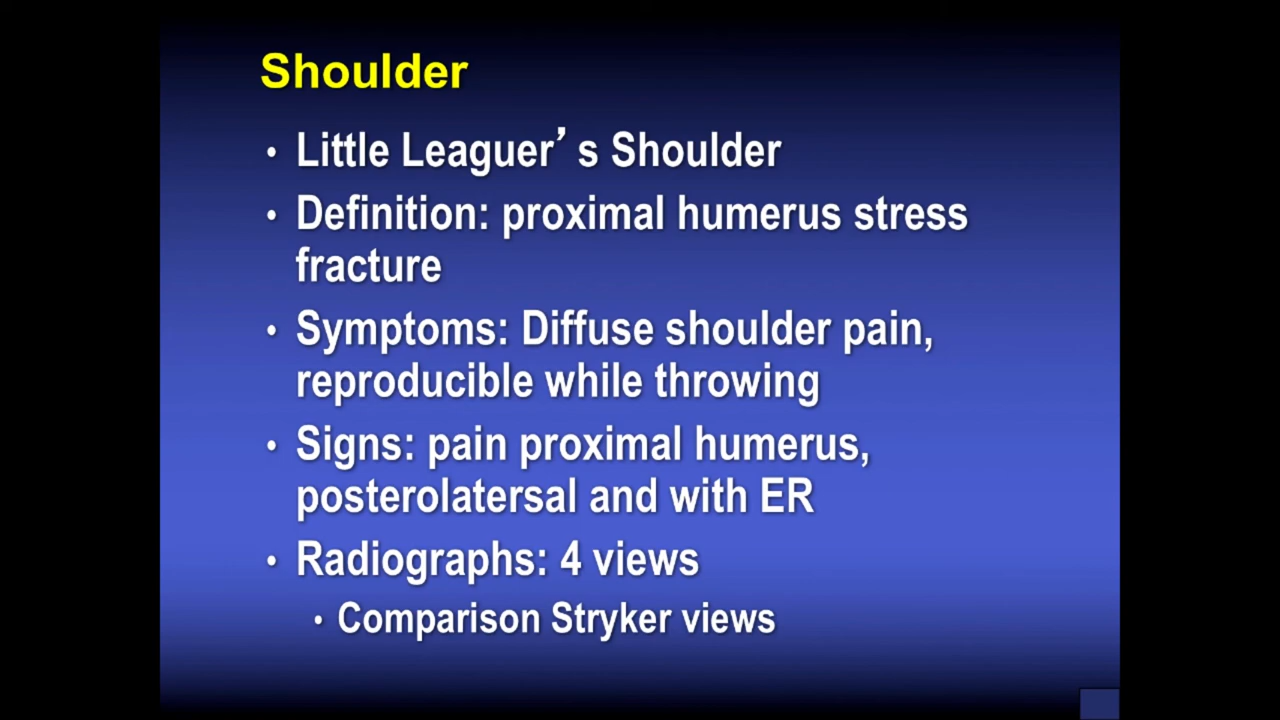 Shoulder
• Little Leaguer’ s Shoulder
• Definition: proximal humerus stress
fracture
• Symptoms: Diffuse shoulder pain,
reproducible while throwing
• Signs: pain proximal humerus,
posterolatersal and with ER
• Radiographs: 4 views
• Comparison Stryker views